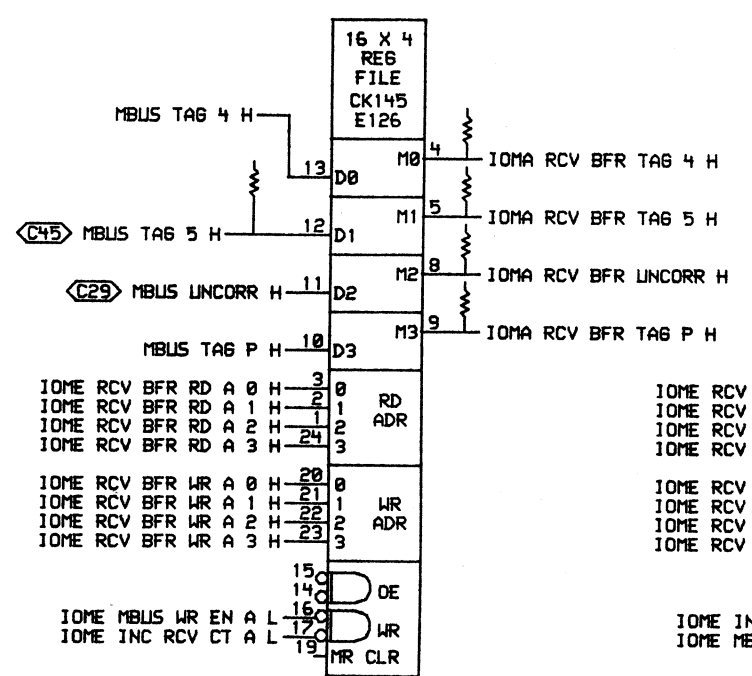 16 X 4
REG
FILE
CK145
E126
MBUS TAG 4 H
13 D0
M0 4 IOMA RCV BFR TAG 4 H
C45 MBUS TAG 5 H 12 D1
M1 5 IOMA RCV BFR TAG 5 H
C29 MBUS UNCORR H 11 D2
M2 8 IOMA RCV BFR UNCORR H
MBUS TAG P H 10 D3
M3 9 IOMA RCV BFR TAG P H
IOME RCV BFR RD A 0 H 3 0
IOME RCV BFR RD A 1 H 2 1
IOME RCV BFR RD A 2 H 1 2
IOME RCV BFR RD A 3 H 24 3
RD
ADR
IOME RCV BFR WR A 0 H 20 0
IOME RCV BFR WR A 1 H 21 1
IOME RCV BFR WR A 2 H 22 2
IOME RCV BFR WR A 3 H 23 3
WR
ADR
15
14
OE
IOME MBUS WR EN A L 16
IOME INC RCV CT A L 17
WR
19 MR CLR
IOME RCV
IOME RCV
IOME RCV
IOME RCV
IOME RCV
IOME RCV
IOME RCV
IOME RCV
IOME IN
IOME MB